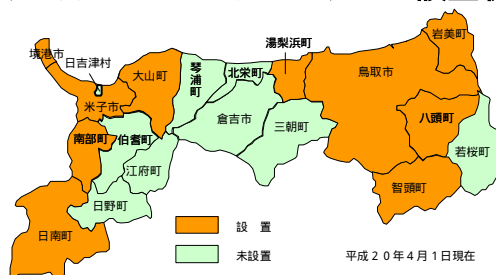 湯梨浜町
岩美町
境港市
日吉津村
大山町
琴浦町
北栄町
鳥取市
米子市
倉吉市
三朝町
八頭町
南部町
伯耆町
若桜町
江府町
智頭町
日野町
日南町
設 置
未設置
平成20年4月1日現在